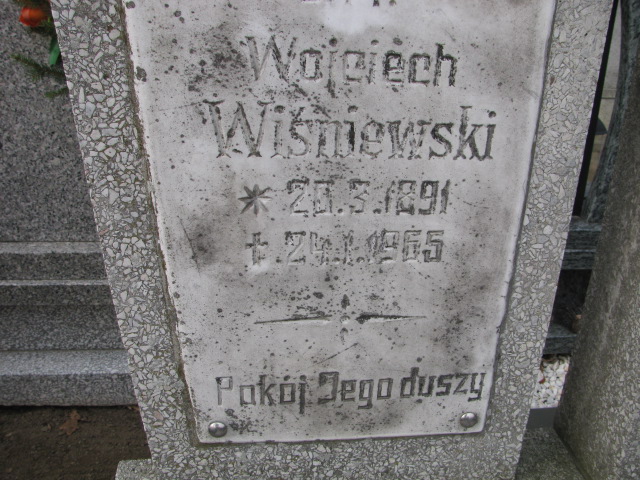 Wojciech
Wiśniewski
* 20.3.1891
† 24.1.1965
Pokój Jego duszy